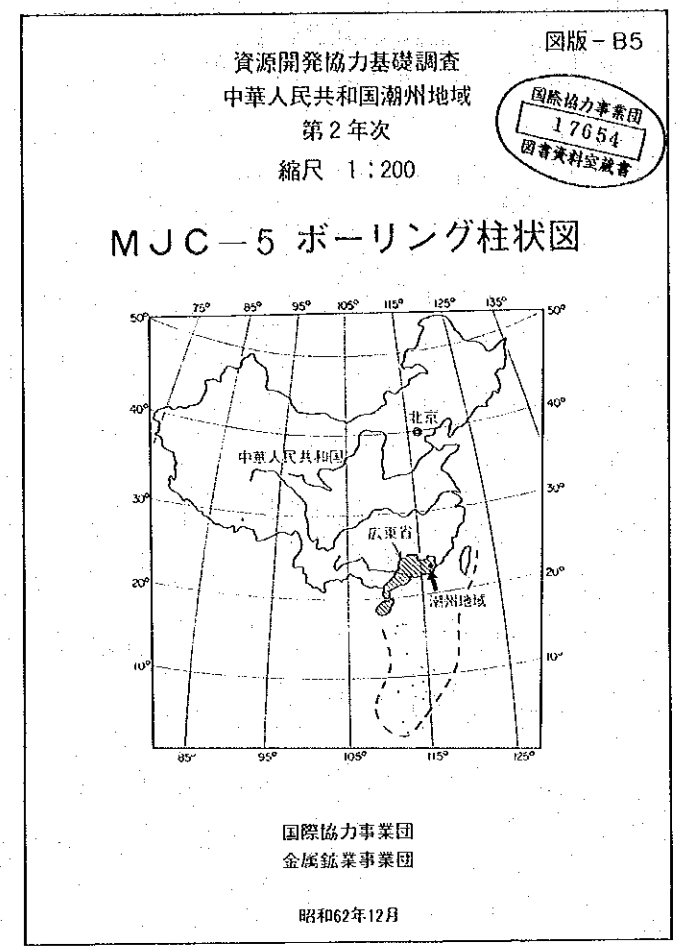 図版-B5
資源開発協力基礎調査
中華人民共和国潮州地域
第2年次
縮尺 1:200
国際協力事業団
17654
図書資料室蔵書
MJC-5 ボーリング柱状図
75° 85° 95° 105° 115° 125° 135°
50° 50°
40° 40°
北京
中華人民共和国
30° 30°
広東省
20° 20°
潮州地域
10° 10°
85° 95° 105° 115° 125°
国際協力事業団
金属鉱業事業団
昭和62年12月